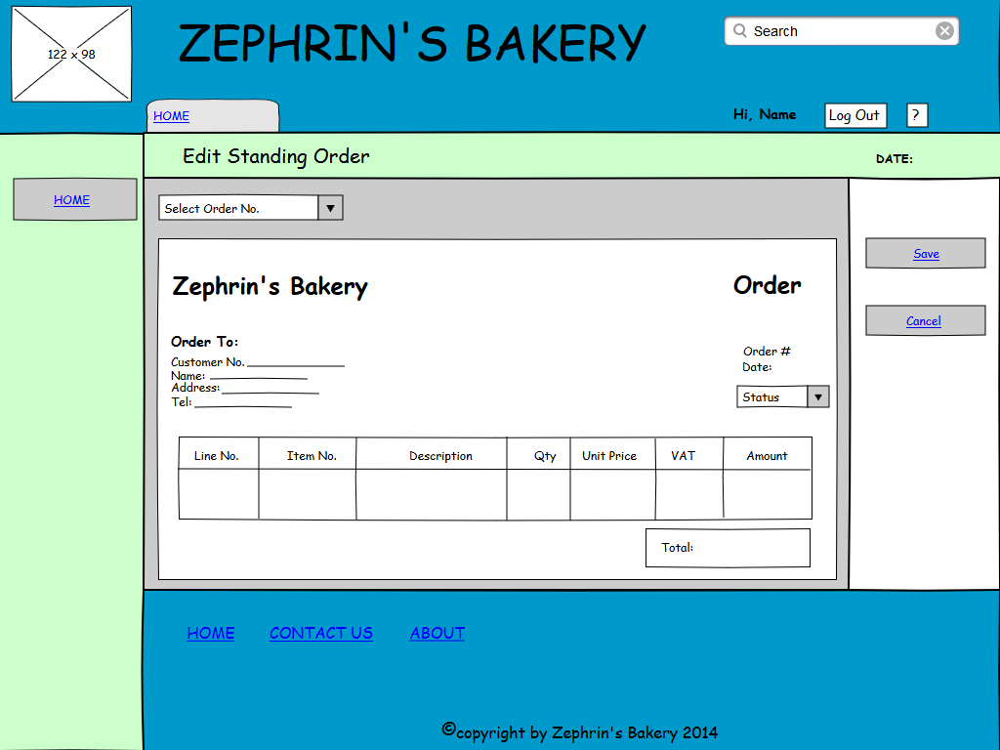 122 x 98
ZEPHRIN'S BAKERY
Search
HOME
Hi, Name
Log Out
?
Edit Standing Order
DATE:
HOME
Select Order No.
Save
Cancel
Zephrin's Bakery
Order
Order To:
Customer No.
Name:
Address:
Tel:
Order #
Date:
Status
Line No. Item No. Description Qty Unit Price VAT Amount
Total:
HOME CONTACT US ABOUT
©copyright by Zephrin's Bakery 2014